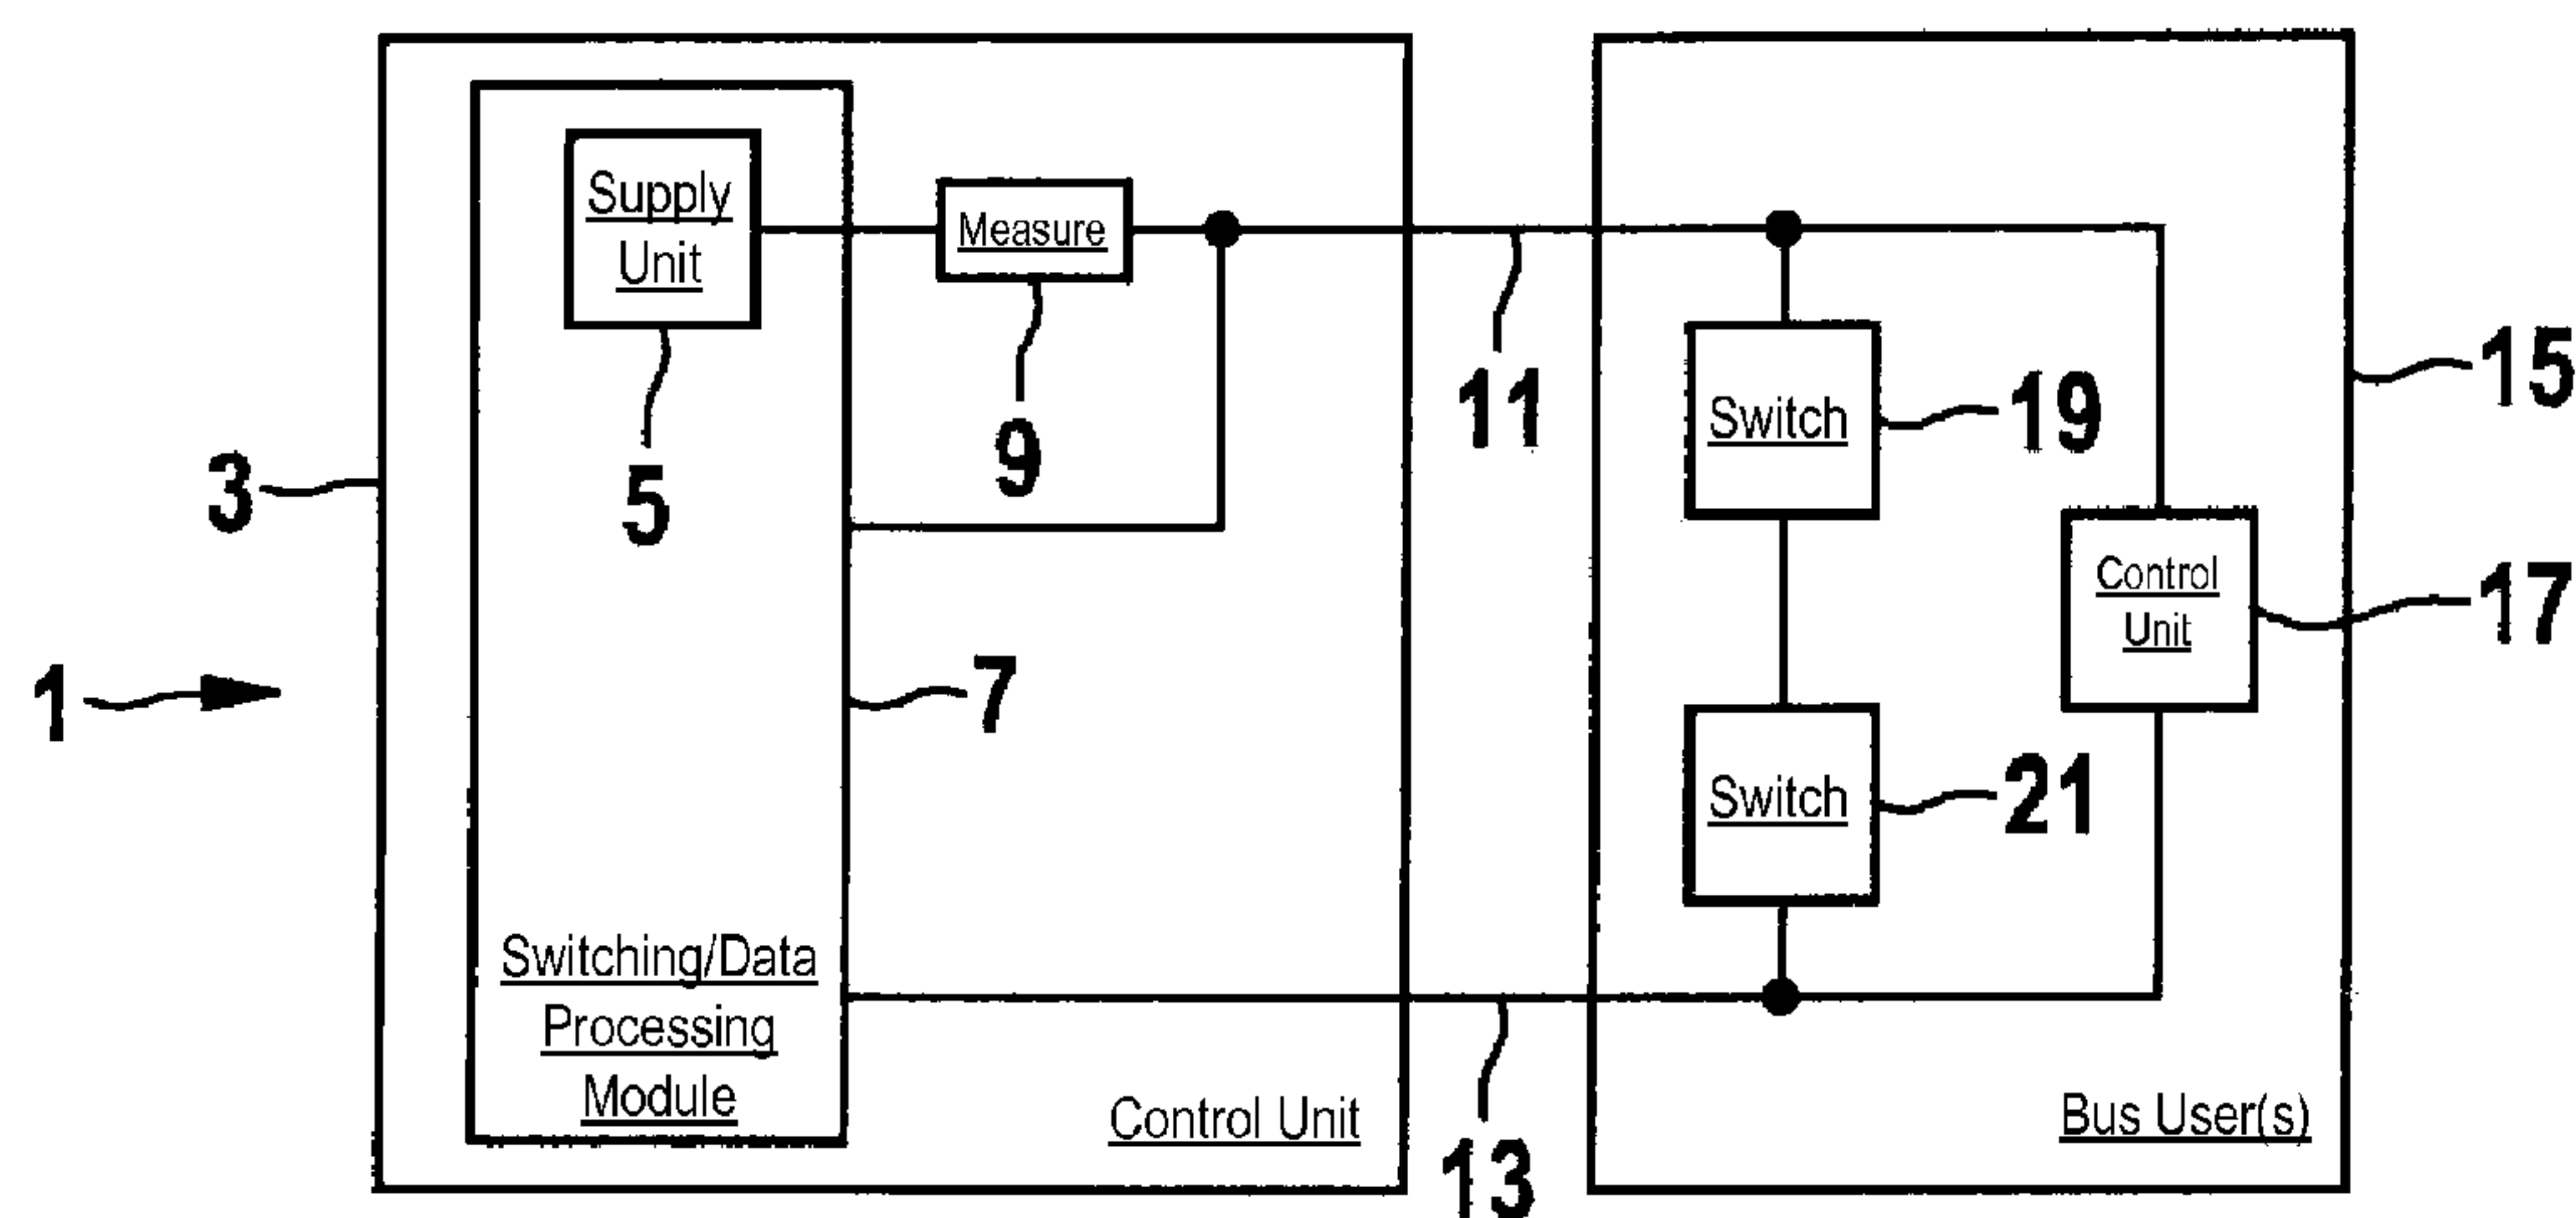 Supply
Unit
Measure
5
9
11
Switch
19
15
3
Control
Unit
17
7
1
Switch
21
Switching/Data
Processing
Module
Control Unit
13
Bus User(s)